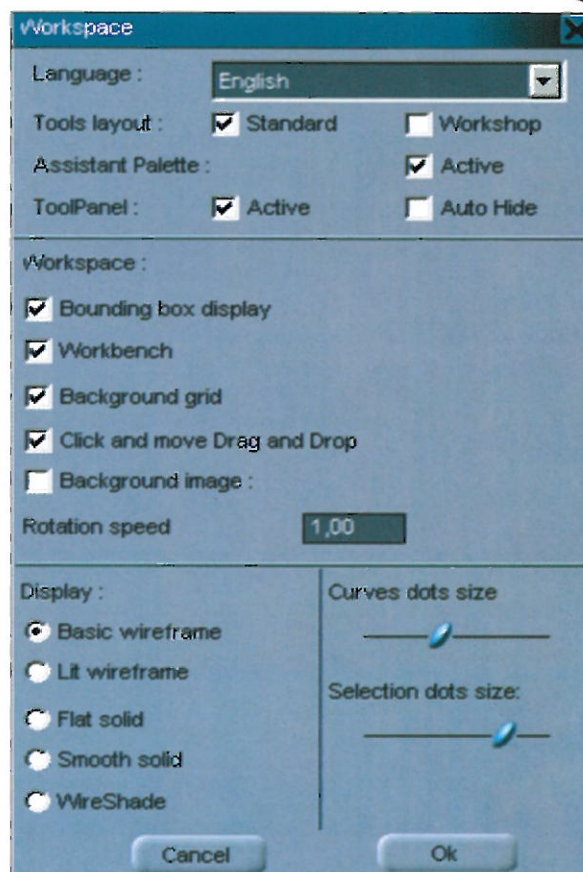 Workspace
Language : English
Tools layout : Standard Workshop
Assistant Palette : Active
ToolPanel : Active Auto Hide
Workspace :
Bounding box display
Workbench
Background grid
Click and move Drag and Drop
Background image :
Rotation speed 1,00
Display :
Basic wireframe
Lit wireframe
Flat solid
Smooth solid
WireShade
Curves dots size
Selection dots size:
Cancel Ok